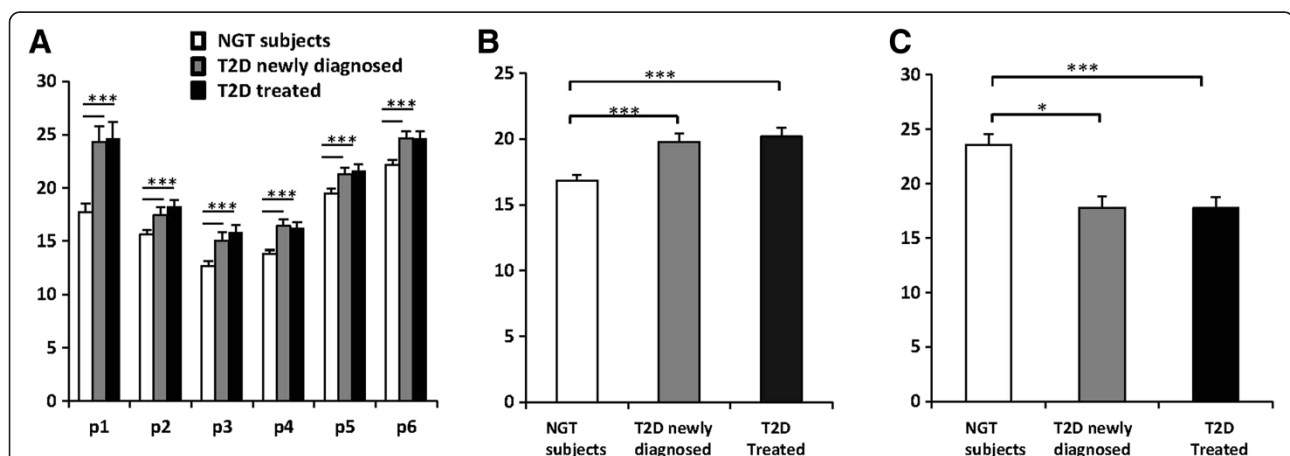 A
NGT subjects
T2D newly diagnosed
T2D treated
30
25
20
15
10
5
0
***
***
***
***
***
***
p1 p2 p3 p4 p5 p6
B
25
20
15
10
5
0
***
***
NGT subjects
T2D newly diagnosed
T2D Treated
C
30
25
20
15
10
5
0
***
*
NGT subjects
T2D newly diagnosed
T2D Treated